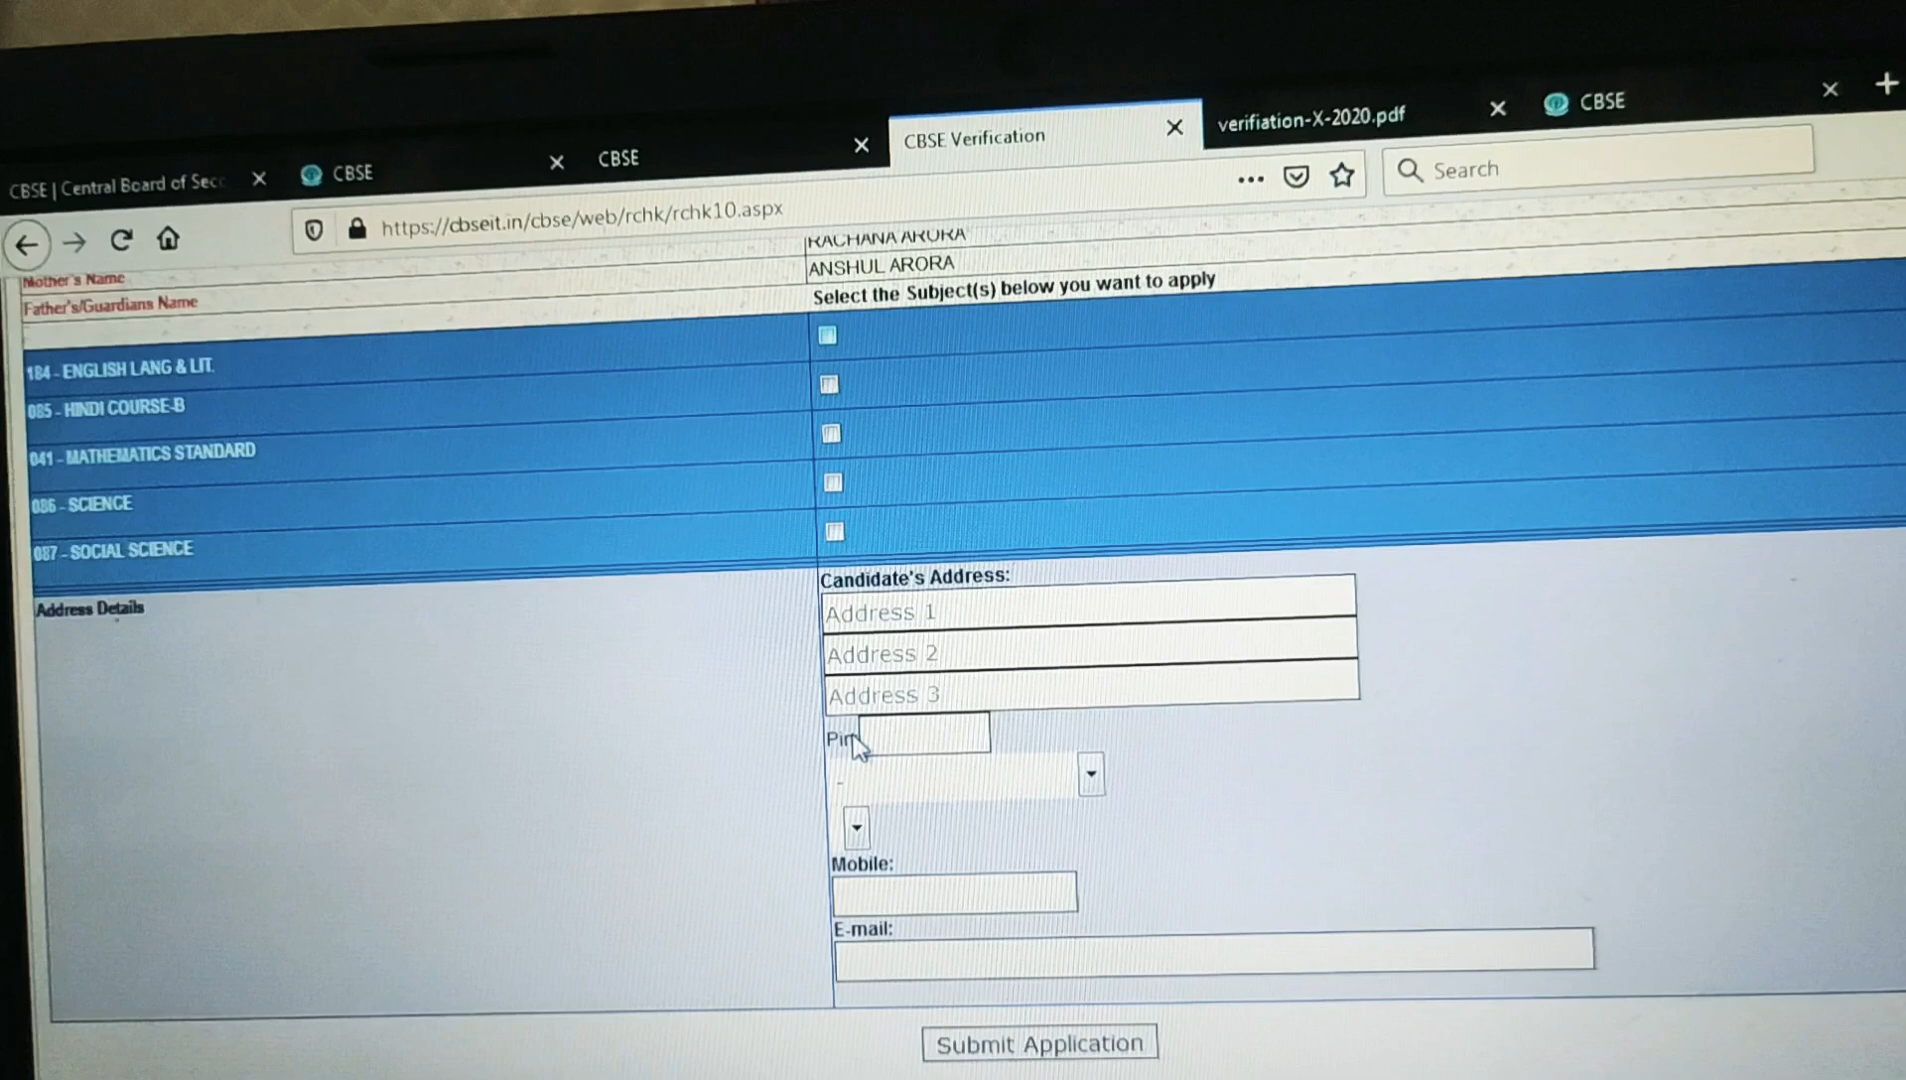 CBSE | Central Board of Sec
CBSE
CBSE
CBSE Verification
verifiation-X-2020.pdf
CBSE
https://cbseit.in/cbse/web/rchk/rchk10.aspx
Search
Mother's Name
RACHANA ARORA
Father's/Guardians Name
ANSHUL ARORA
Select the Subject(s) below you want to apply
184 - ENGLISH LANG & LIT.
085 - HINDI COURSE-B
041 - MATHEMATICS STANDARD
086 - SCIENCE
087 - SOCIAL SCIENCE
Address Details
Candidate's Address:
Address 1
Address 2
Address 3
Pin
-
Mobile:
E-mail:
Submit Application